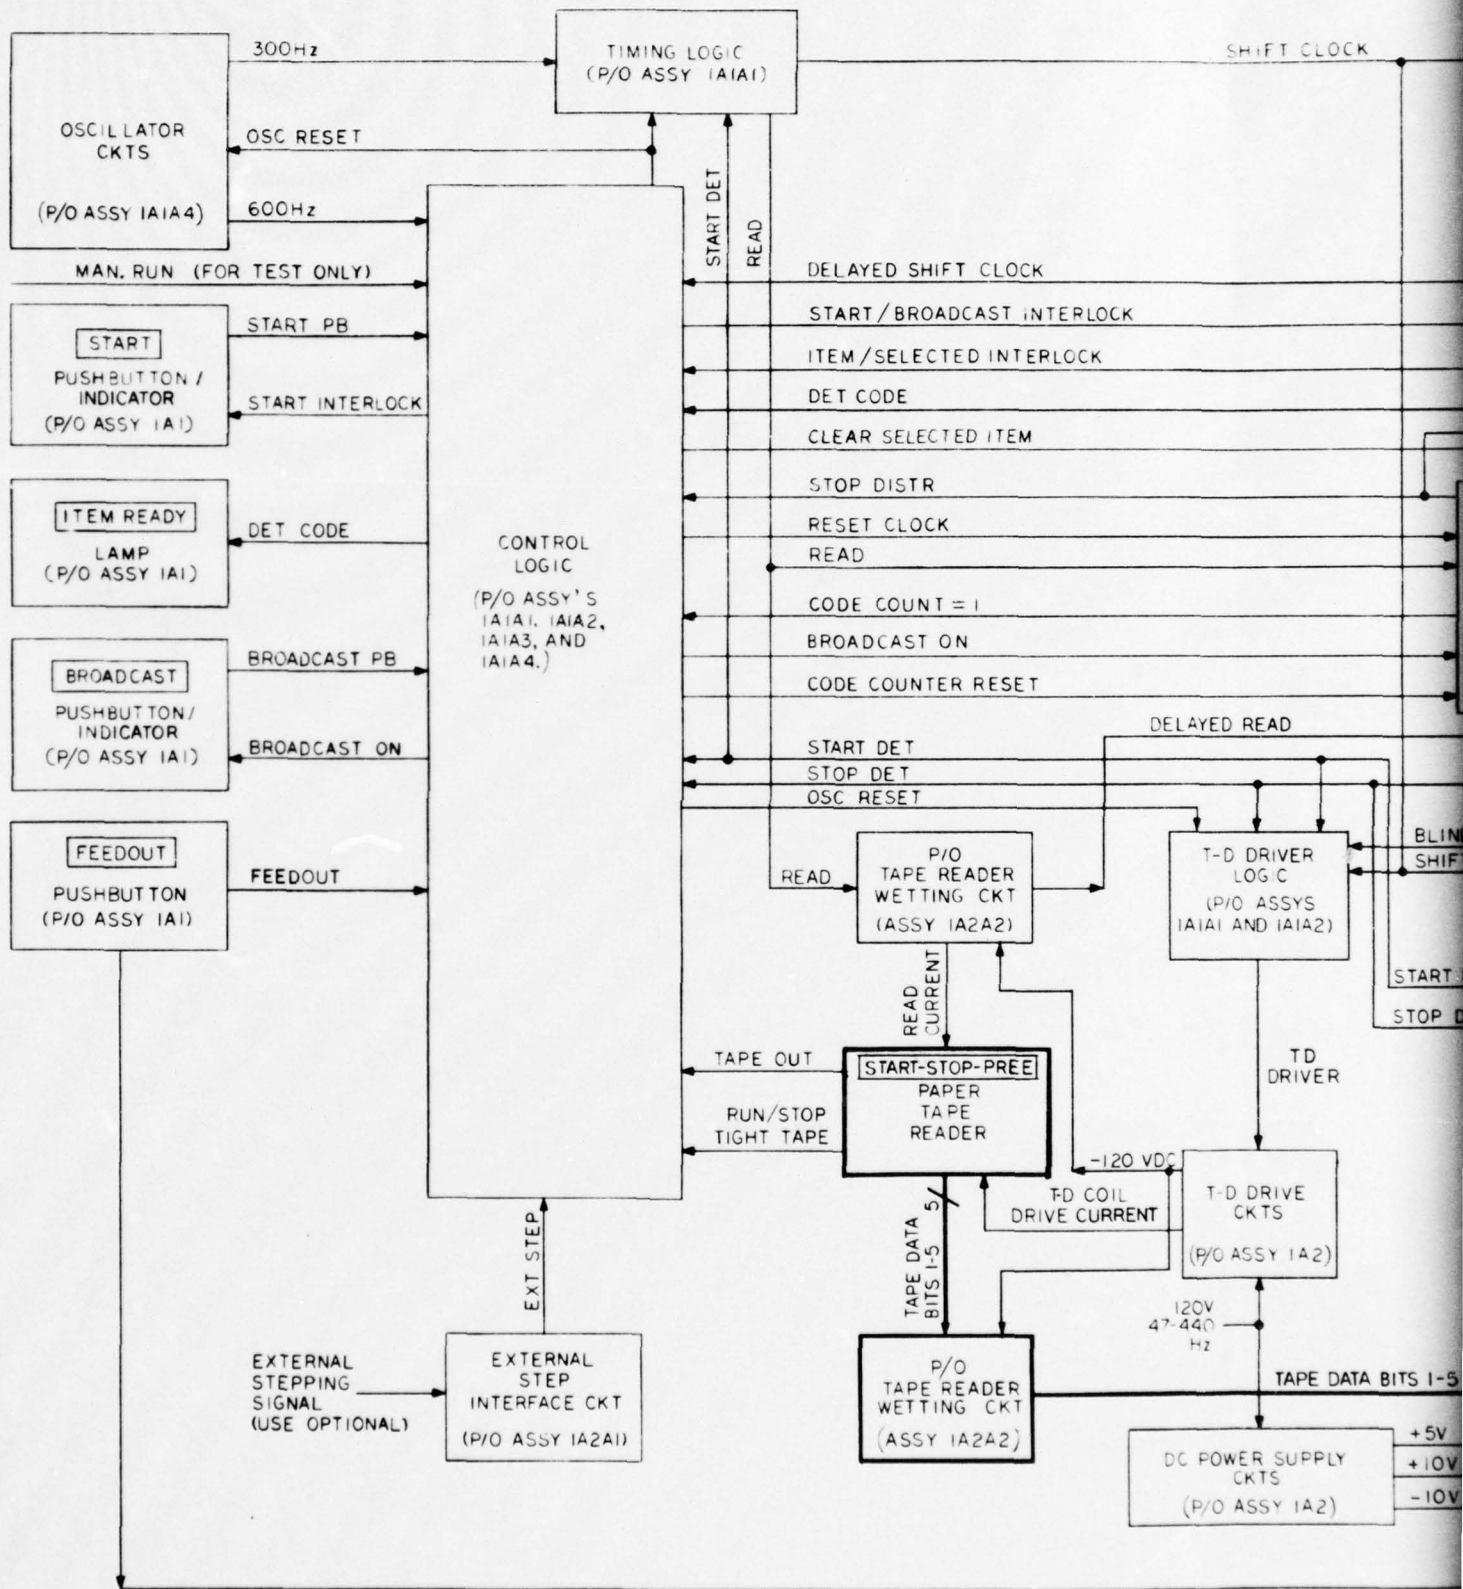 300Hz
TIMING LOGIC
(P/O ASSY 1A1A1)
SHIFT CLOCK
OSCILLATOR
CKTS
(P/O ASSY 1A1A4)
OSC RESET
600Hz
START DET
READ
MAN. RUN (FOR TEST ONLY)
START
PUSHBUTTON /
INDICATOR
(P/O ASSY 1A1)
START PB
START INTERLOCK
ITEM READY
LAMP
(P/O ASSY 1A1)
DET CODE
BROADCAST
PUSHBUTTON/
INDICATOR
(P/O ASSY 1A1)
BROADCAST PB
BROADCAST ON
FEEDOUT
PUSHBUTTON
(P/O ASSY 1A1)
FEEDOUT
CONTROL
LOGIC
(P/O ASSY'S
1A1A1. 1A1A2,
1A1A3, AND
1A1A4.)
DELAYED SHIFT CLOCK
START/BROADCAST INTERLOCK
ITEM/SELECTED INTERLOCK
DET CODE
CLEAR SELECTED ITEM
STOP DISTR
RESET CLOCK
READ
CODE COUNT = 1
BROADCAST ON
CODE COUNTER RESET
DELAYED READ
START DET
STOP DET
OSC RESET
READ
P/O
TAPE READER
WETTING CKT
(ASSY 1A2A2)
T-D DRIVER
LOGIC
(P/O ASSYS
1A1A1 AND 1A1A2)
BLIN
SHIF
START
STOP D
READ
CURRENT
TAPE OUT
RUN/STOP
TIGHT TAPE
START-STOP-PREE
PAPER
TAPE
READER
TD
DRIVER
-120 VDC
T-D COIL
DRIVE CURRENT
T-D DRIVE
CKTS
(P/O ASSY 1A2)
5
TAPE DATA
BITS 1-5
EXT STEP
120V
47-440
Hz
EXTERNAL
STEPPING
SIGNAL
(USE OPTIONAL)
EXTERNAL
STEP
INTERFACE CKT
(P/O ASSY 1A2A1)
P/O
TAPE READER
WETTING CKT
(ASSY 1A2A2)
TAPE DATA BITS 1-5
DC POWER SUPPLY
CKTS
(P/O ASSY 1A2)
+5V
+10V
-10V